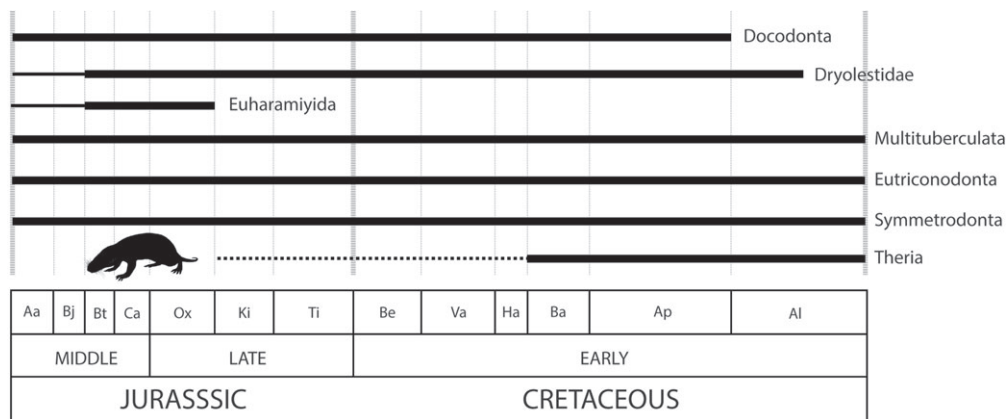 Docodonta
Dryolestidae
Euharamiyida
Multituberculata
Eutriconodonta
Symmetrodonta
Theria
Aa Bj Bt Ca Ox Ki Ti Be Va Ha Ba Ap Al
MIDDLE LATE EARLY
JURASSSIC CRETACEOUS